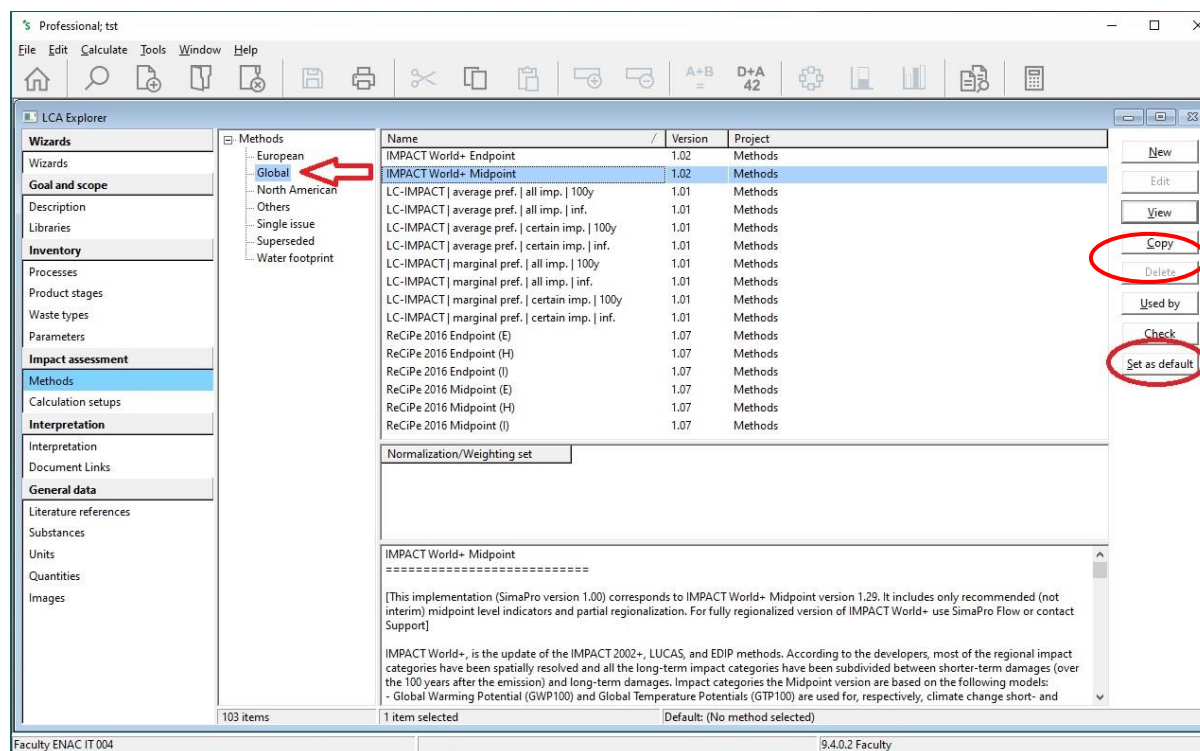 Professional; tst
File Edit Calculate Tools Window Help
A+B
=
D+A
42
LCA Explorer
Wizards
Wizards
Goal and scope
Description
Libraries
Inventory
Processes
Product stages
Waste types
Parameters
Impact assessment
Methods
Calculation setups
Interpretation
Interpretation
Document Links
General data
Literature references
Substances
Units
Quantities
Images
Methods
European
Global
North American
Others
Single issue
Superseded
Water footprint
Name / Version Project
IMPACT World+ Endpoint 1.02 Methods
IMPACT World+ Midpoint 1.02 Methods
LC-IMPACT | average pref. | all imp. | 100y 1.01 Methods
LC-IMPACT | average pref. | all imp. | inf. 1.01 Methods
LC-IMPACT | average pref. | certain imp. | 100y 1.01 Methods
LC-IMPACT | average pref. | certain imp. | inf. 1.01 Methods
LC-IMPACT | marginal pref. | all imp. | 100y 1.01 Methods
LC-IMPACT | marginal pref. | all imp. | inf. 1.01 Methods
LC-IMPACT | marginal pref. | certain imp. | 100y 1.01 Methods
LC-IMPACT | marginal pref. | certain imp. | inf. 1.01 Methods
ReCiPe 2016 Endpoint (E) 1.07 Methods
ReCiPe 2016 Endpoint (H) 1.07 Methods
ReCiPe 2016 Endpoint (I) 1.07 Methods
ReCiPe 2016 Midpoint (E) 1.07 Methods
ReCiPe 2016 Midpoint (H) 1.07 Methods
ReCiPe 2016 Midpoint (I) 1.07 Methods
Normalization/Weighting set
IMPACT World+ Midpoint
===========================
[This implementation (SimaPro version 1.00) corresponds to IMPACT World+ Midpoint version 1.29. It includes only recommended (not
interim) midpoint level indicators and partial regionalization. For fully regionalized version of IMPACT World+ use SimaPro Flow or contact
Support]
IMPACT World+, is the update of the IMPACT 2002+, LUCAS, and EDIP methods. According to the developers, most of the regional impact
categories have been spatially resolved and all the long-term impact categories have been subdivided between shorter-term damages (over
the 100 years after the emission) and long-term damages. Impact categories the Midpoint version are based on the following models:
- Global Warming Potential (GWP100) and Global Temperature Potentials (GTP100) are used for, respectively, climate change short- and
New
Edit
View
Copy
Delete
Used by
Check
Set as default
103 items 1 item selected Default: (No method selected)
Faculty ENAC IT 004 9.4.0.2 Faculty